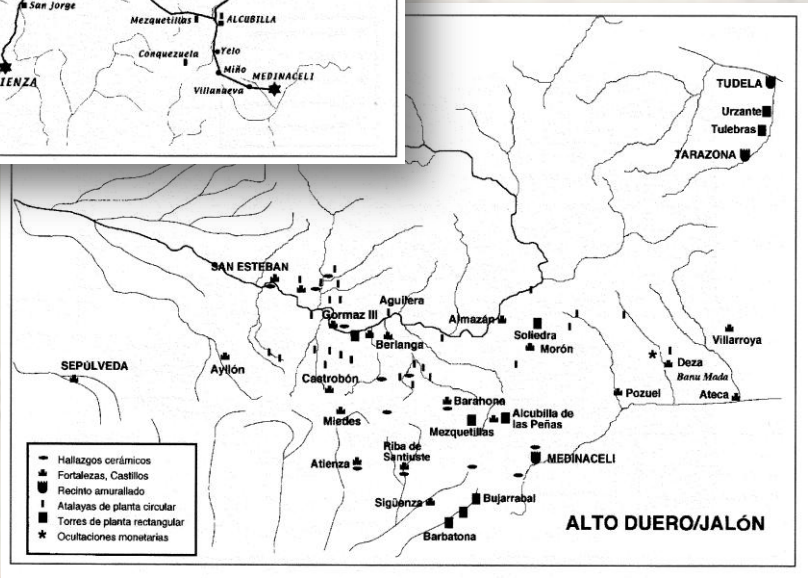 San Jorge
Mezquetillas
ALCUBILLA
Conquezuela
Yelo
Miño
MEDINACELI
Villanueva
IENZA
TUDELA
Urzante
Tulebras
TARAZONA
SAN ESTEBAN
Aguilera
Gormaz III
Almazán
Berlanga
Soliedra
Morón
Villarroya
SEPÚLVEDA
Ayllón
Deza
Banu Mada
Castrobón
Pozuel
Ateca
Barahona
Miedes
Alcubilla de
las Peñas
Mezquetillas
Riba de
Santiuste
Atienza
MEDINACELI
Sigüenza
Bujarrabal
Barbatona
Hallazgos cerámicos
Fortalezas, Castillos
Recinto amurallado
Atalayas de planta circular
Torres de planta rectangular
Ocultaciones monetarias
ALTO DUERO/JALÓN